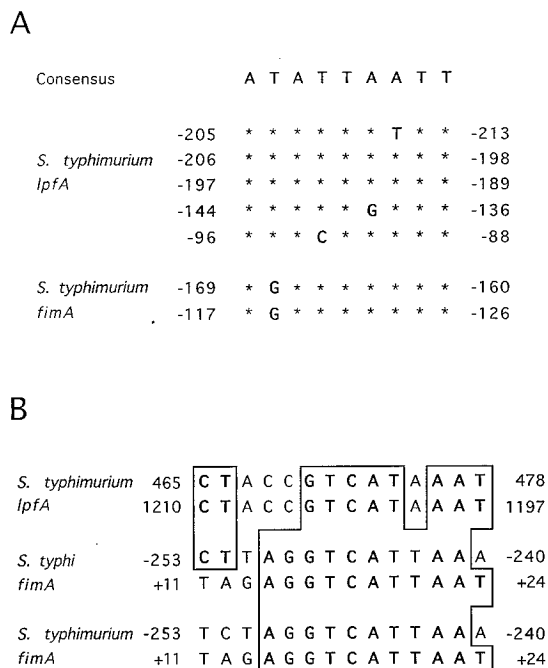 A
Consensus A T A T T A A T T
-205 * * * * * * T * * -213
S. typhimurium -206 * * * * * * * * * -198
lpfA -197 * * * * * * * * * -189
-144 * * * * * G * * * -136
-96 * * * C * * * * * -88
S. typhimurium -169 * G * * * * * * * -160
fimA -117 * G * * * * * * * -126
B
S. typhimurium 465 C T A C C G T C A T A A A T 478
lpfA 1210 C T A C C G T C A T A A A T 1197
S. typhi -253 C T T A G G T C A T T A A A -240
fimA +11 T A G A G G T C A T T A A T +24
S. typhimurium -253 T C T A G G T C A T T A A A -240
fimA +11 T A G A G G T C A T T A A T +24